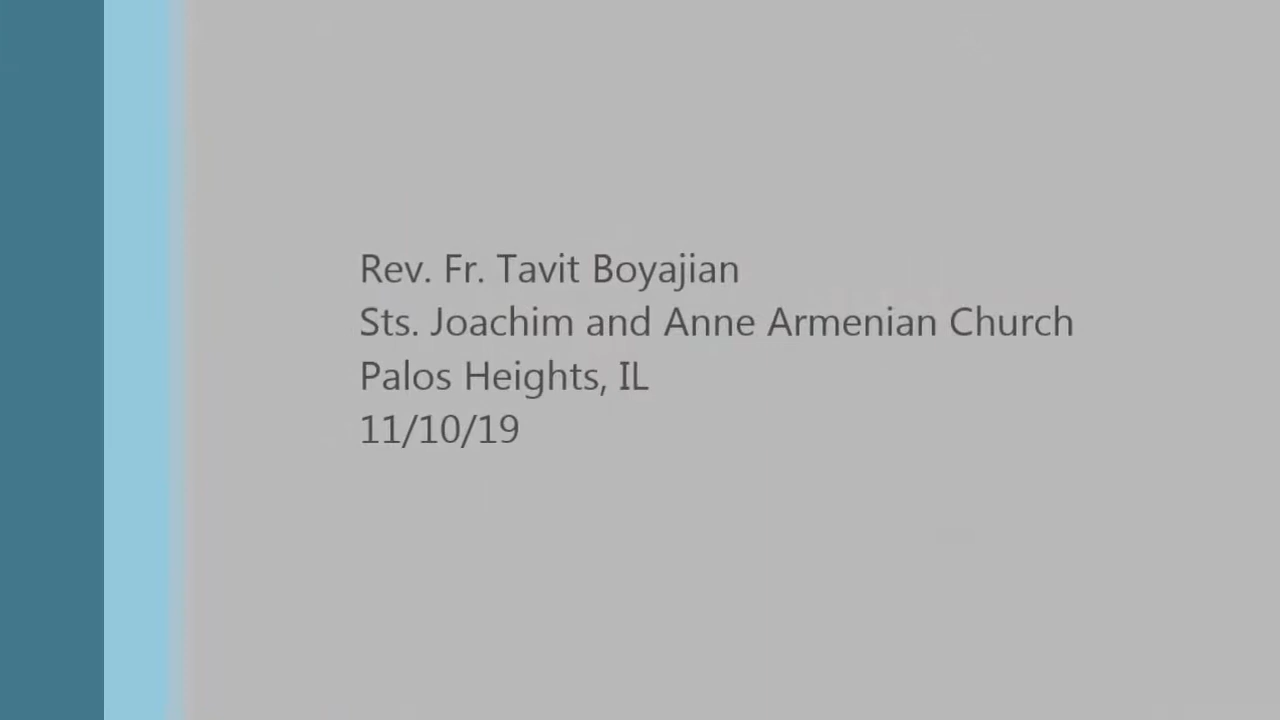 Rev. Fr. Tavit Boyajian
Sts. Joachim and Anne Armenian Church
Palos Heights, IL
11/10/19